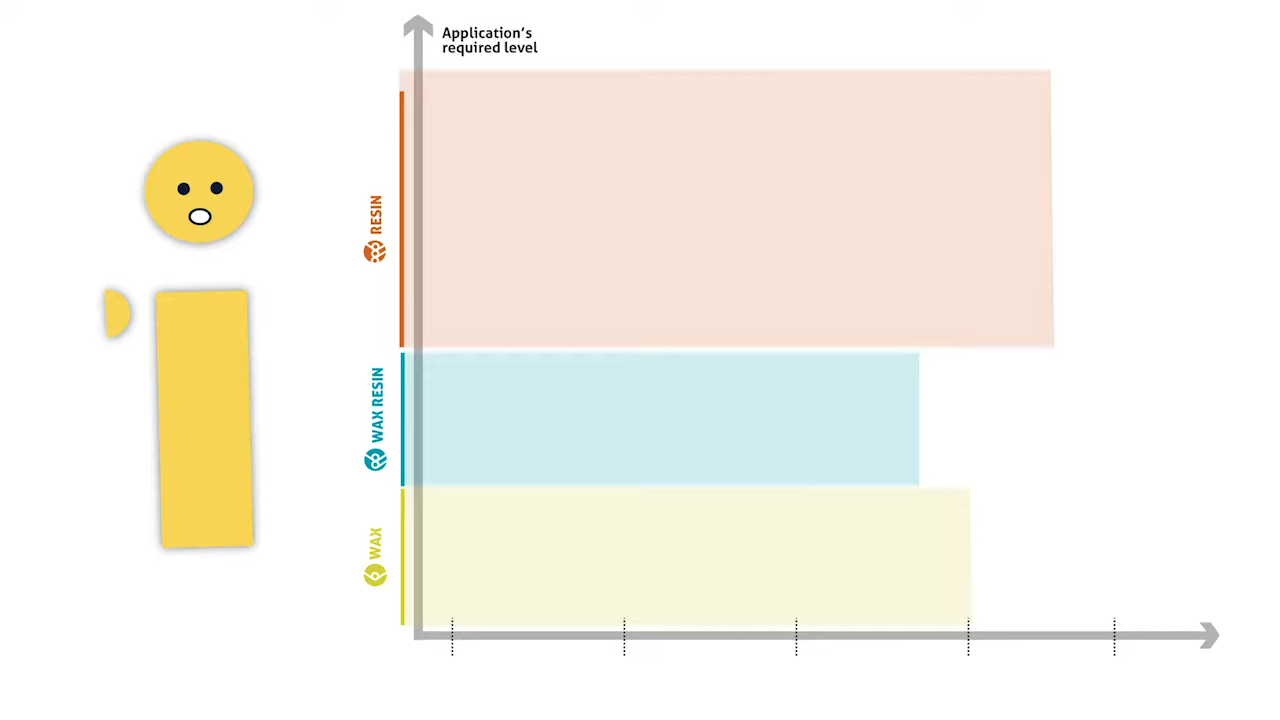 Application's
required level
RESIN
WAX RESIN
WAX